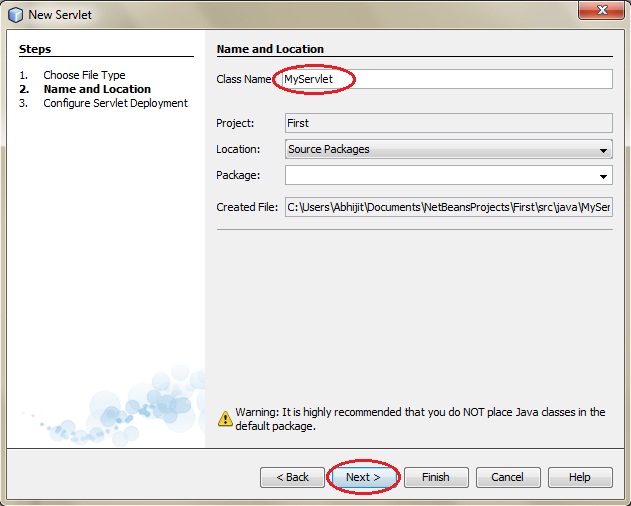 New Servlet
Steps
1. Choose File Type
2. Name and Location
3. Configure Servlet Deployment
Name and Location
Class Name: MyServlet
Project: First
Location: Source Packages
Package:
Created File: C:\Users\Abhijit\Documents\NetBeansProjects\First\src\java\MySer
Warning: It is highly recommended that you do NOT place Java classes in the
default package.
< Back Next > Finish Cancel Help